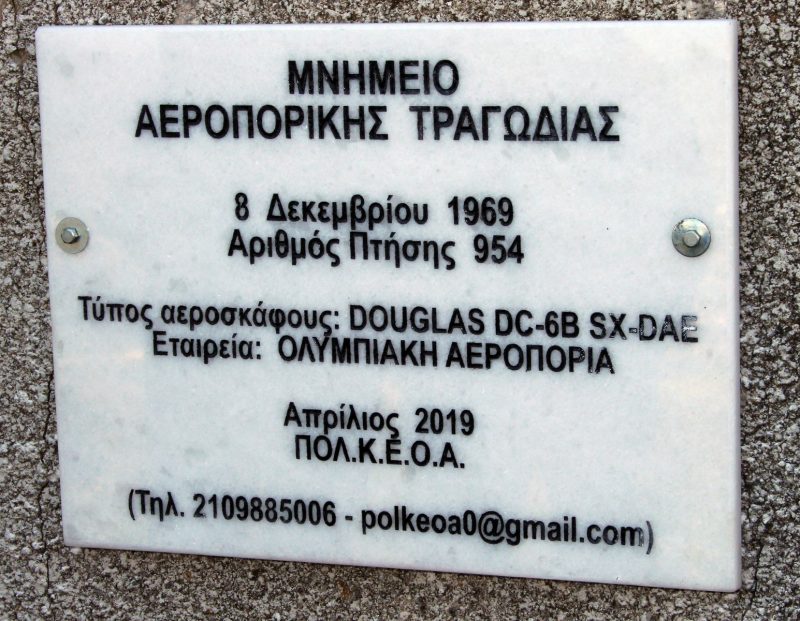 ΜΝΗΜΕΙΟ
ΑΕΡΟΠΟΡΙΚΗΣ ΤΡΑΓΩΔΙΑΣ
8 Δεκεμβρίου 1969
Αριθμός Πτήσης 954
Τύπος αεροσκάφους: DOUGLAS DC-6B SX-DAE
Εταιρεία: ΟΛΥΜΠΙΑΚΗ ΑΕΡΟΠΟΡΙΑ
Απρίλιος 2019
ΠΟΛ.Κ.Ε.Ο.Α.
(Τηλ. 2109885006 - polkeoa0@gmail.com)